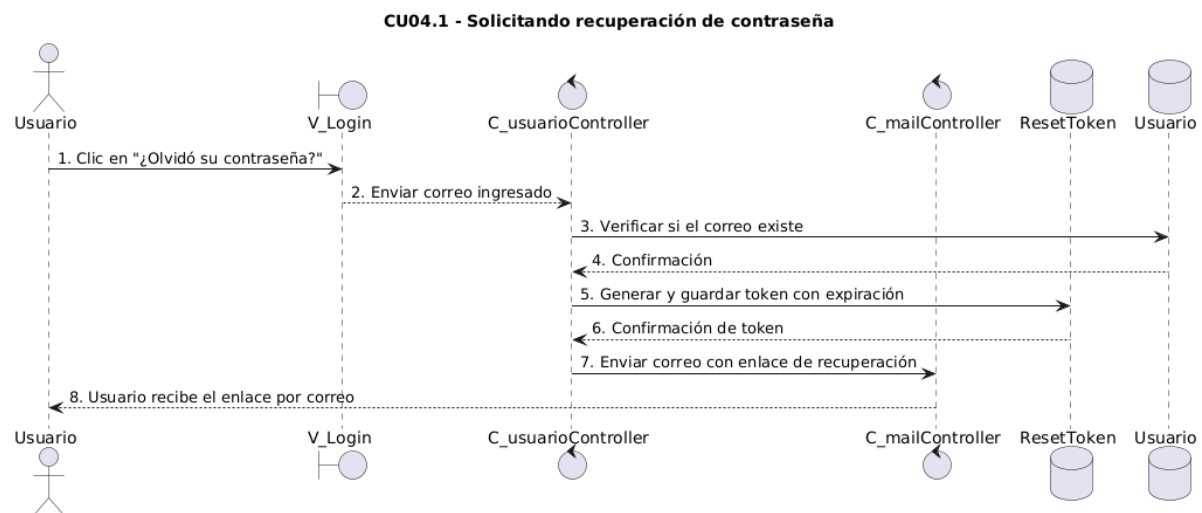 CU04.1 - Solicitando recuperación de contraseña
Usuario V_Login C_usuarioController C_mailController ResetToken Usuario
1. Clic en "¿Olvidó su contraseña?"
2. Enviar correo ingresado
3. Verificar si el correo existe
4. Confirmación
5. Generar y guardar token con expiración
6. Confirmación de token
7. Enviar correo con enlace de recuperación
8. Usuario recibe el enlace por correo
Usuario V_Login C_usuarioController C_mailController ResetToken Usuario